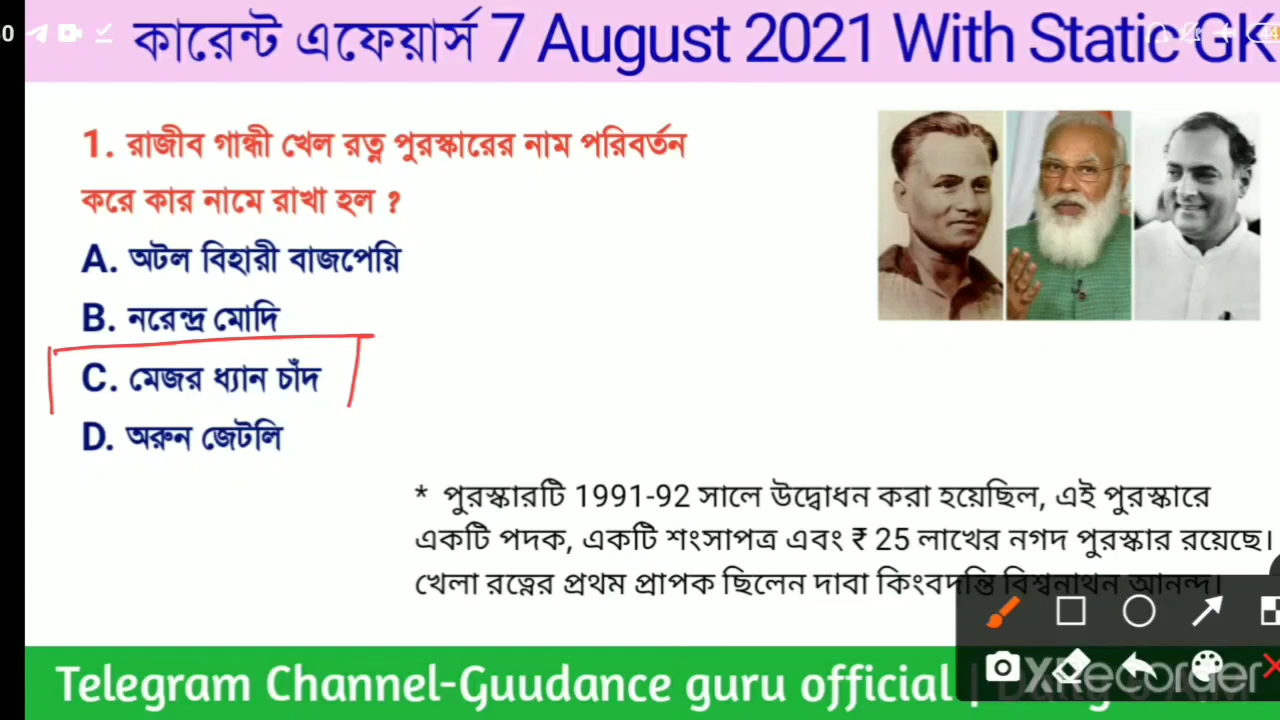 কারেন্ট এফেয়ার্স 7 August 2021 With Static GK
1. রাজীব গান্ধী খেল রত্ন পুরস্কারের নাম পরিবর্তন
করে কার নামে রাখা হল ?
A. অটল বিহারী বাজপেয়ি
B. নরেন্দ্র মোদি
C. মেজর ধ্যান চাঁদ
D. অরুন জেটলি
* পুরস্কারটি 1991-92 সালে উদ্বোধন করা হয়েছিল, এই পুরস্কারে
একটি পদক, একটি শংসাপত্র এবং ₹ 25 লাখের নগদ পুরস্কার রয়েছে।
খেলা রত্নের প্রথম প্রাপক ছিলেন দাবা কিংবদন্তি বিশ্বনাথন আনন্দ।
Telegram Channel-Guudance guru official
XRecorder